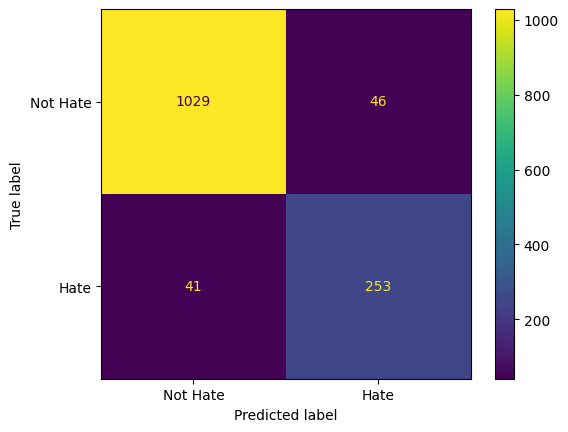 Not Hate
1029
46
Hate
41
253
Not Hate
Hate
Predicted label
True label
1000
800
600
400
200